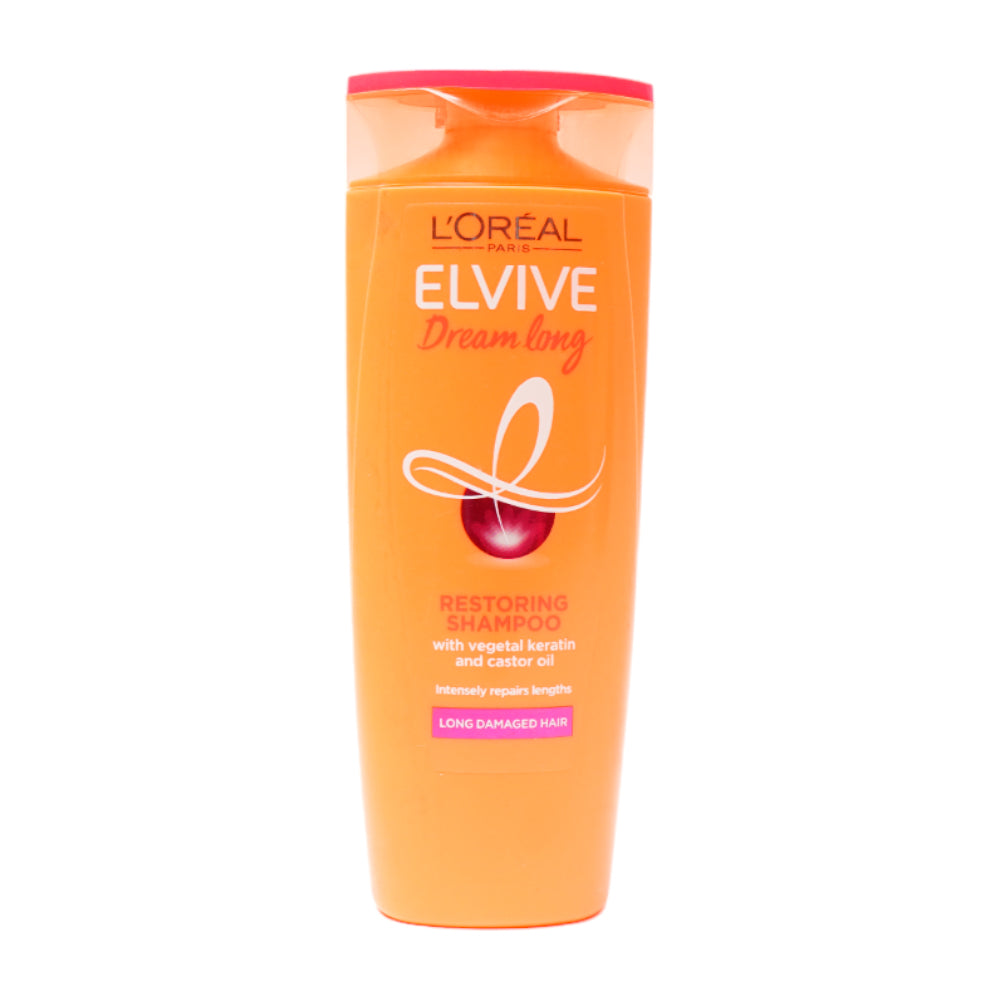 L'ORÉAL
PARIS
ELVIVE
Dream long
RESTORING
SHAMPOO
with vegetal keratin
and castor oil
Intensely repairs lengths
LONG DAMAGED HAIR